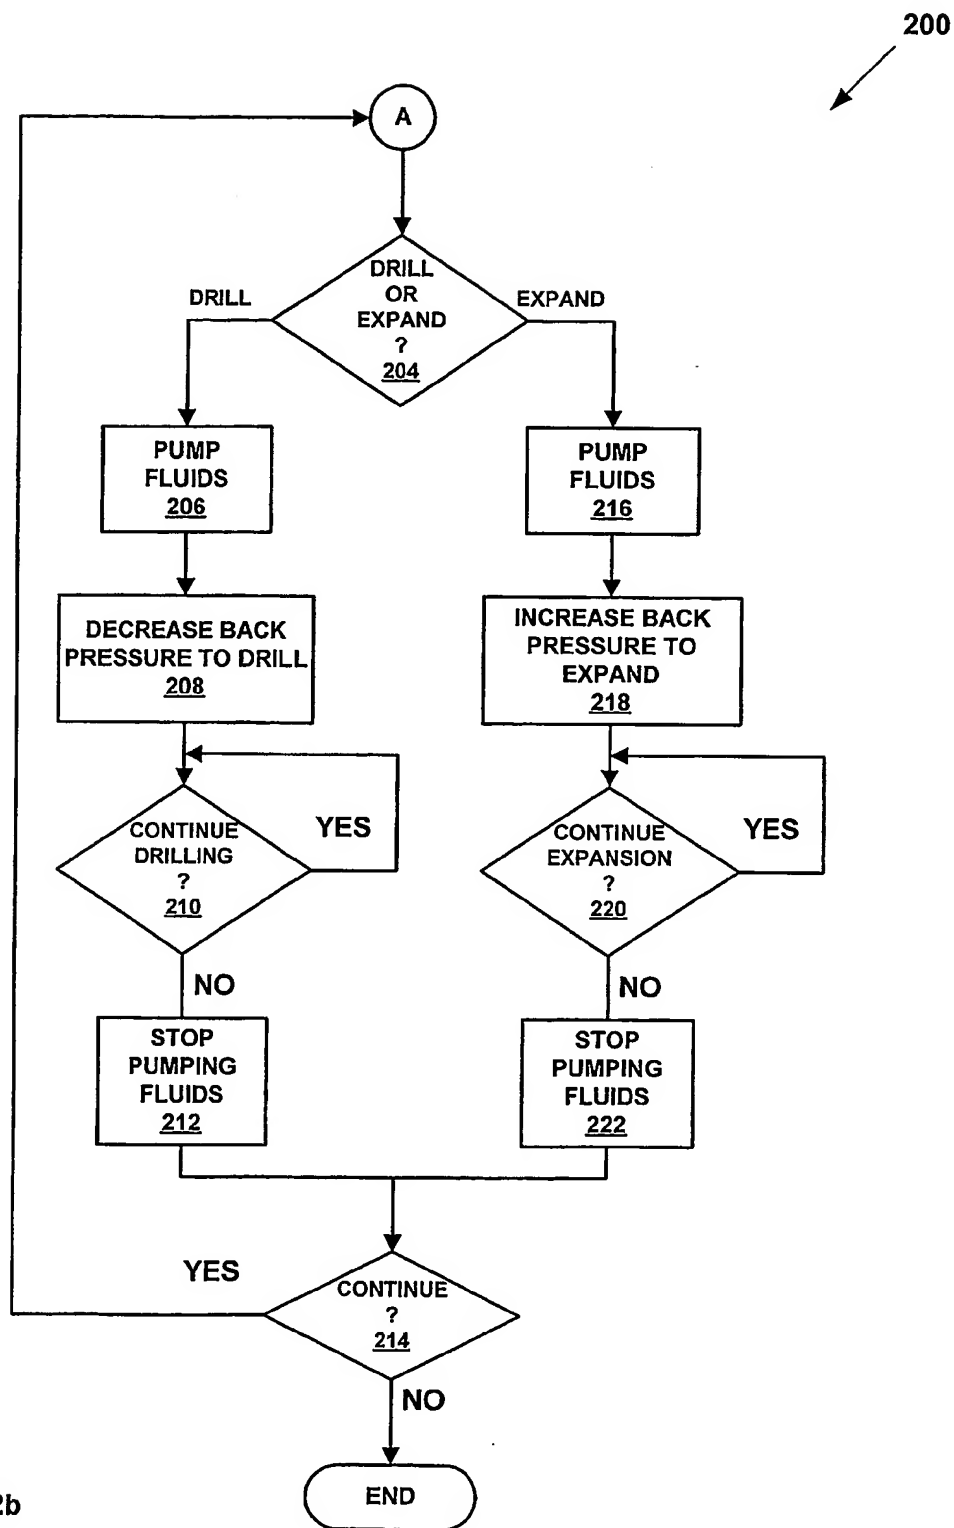 200
A
DRILL
OR
EXPAND
?
204
DRILL
EXPAND
PUMP
FLUIDS
206
PUMP
FLUIDS
216
DECREASE BACK
PRESSURE TO DRILL
208
INCREASE BACK
PRESSURE TO
EXPAND
218
CONTINUE
DRILLING
?
210
YES
CONTINUE
EXPANSION
?
220
YES
NO
NO
STOP
PUMPING
FLUIDS
212
STOP
PUMPING
FLUIDS
222
YES
CONTINUE
?
214
NO
END
2b